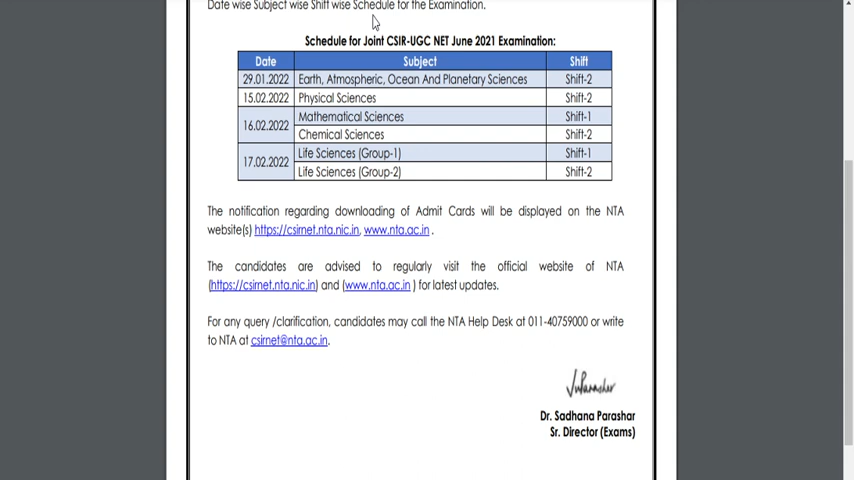 Date wise Subject wise Shift wise Schedule for the Examination.
Schedule for Joint CSIR-UGC NET June 2021 Examination:
Date Subject Shift
29.01.2022 Earth, Atmospheric, Ocean And Planetary Sciences Shift-2
15.02.2022 Physical Sciences Shift-2
16.02.2022 Mathematical Sciences Shift-1
Chemical Sciences Shift-2
17.02.2022 Life Sciences (Group-1) Shift-1
Life Sciences (Group-2) Shift-2
The notification regarding downloading of Admit Cards will be displayed on the NTA
website(s) https://csirnet.nta.nic.in, www.nta.ac.in .
The candidates are advised to regularly visit the official website of NTA
(https://csirnet.nta.nic.in) and (www.nta.ac.in ) for latest updates.
For any query /clarification, candidates may call the NTA Help Desk at 011-40759000 or write
to NTA at csirnet@nta.ac.in.
Dr. Sadhana Parashar
Sr. Director (Exams)